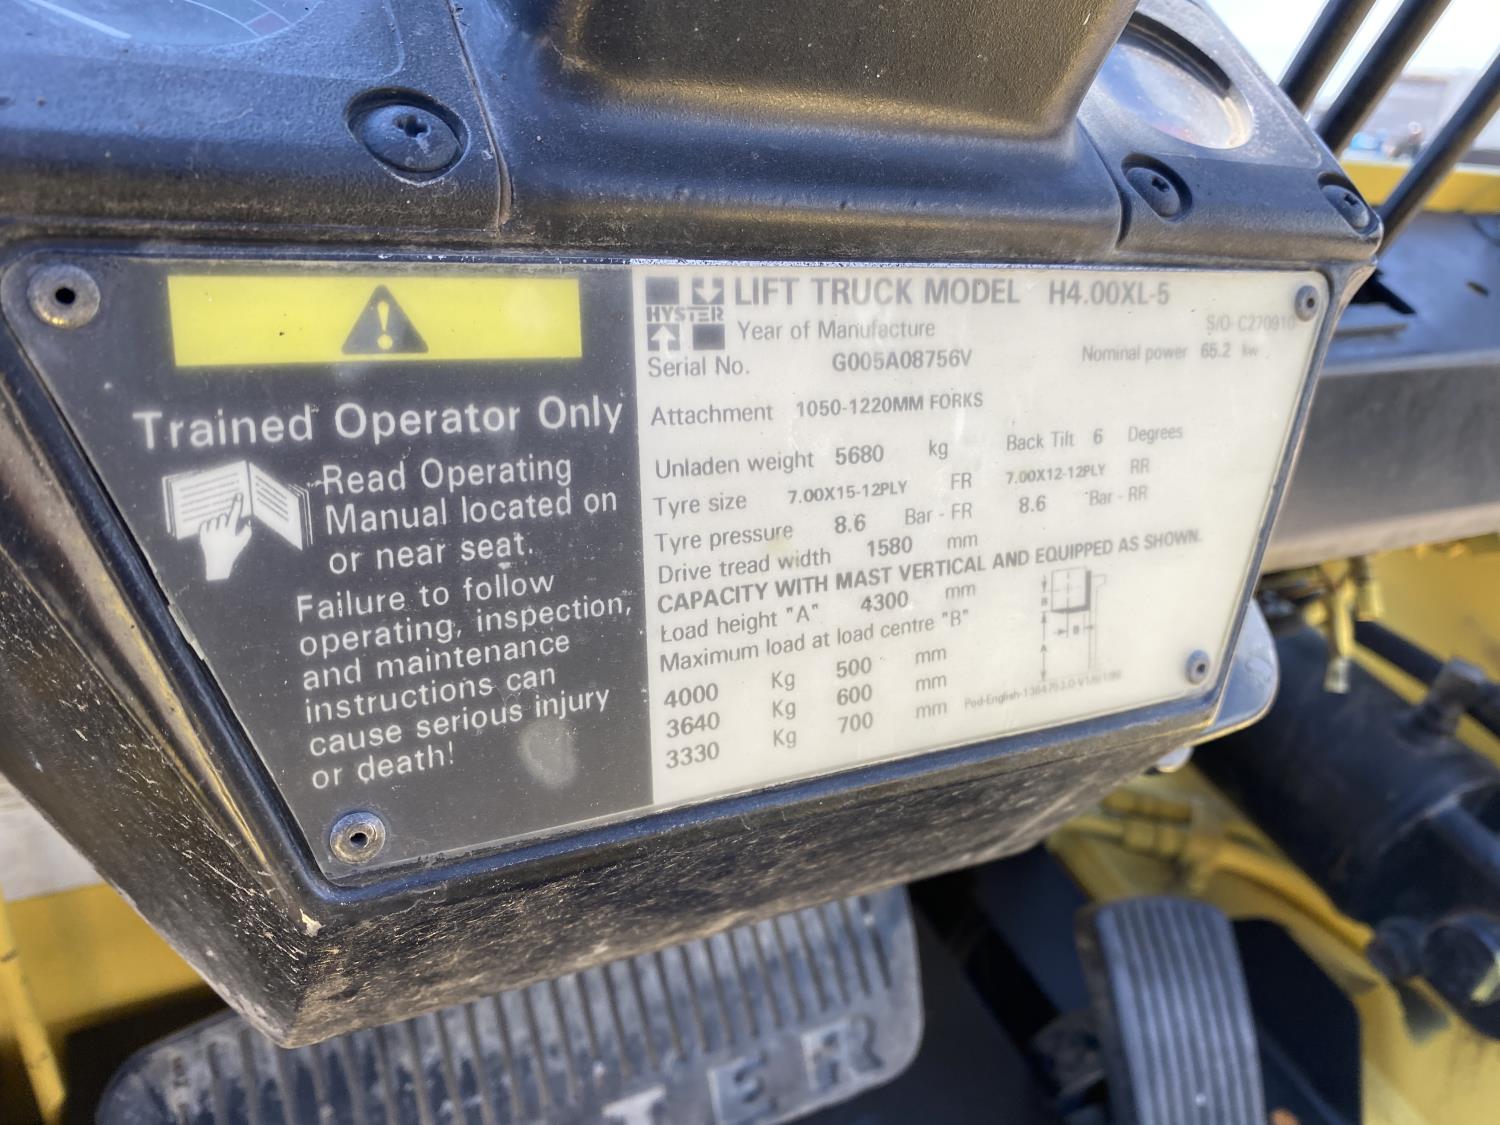 Trained Operator Only
Read Operating
Manual located on
or near seat.
Failure to follow
operating, inspection,
and maintenance
instructions can
cause serious injury
or death!
HYSTER
LIFT TRUCK MODEL H4.00XL-5
Year of Manufacture S/O C270910
Serial No. G005A08756V Nominal power 65.2 kw
Attachment 1050-1220MM FORKS
Unladen weight 5680 kg Back Tilt 6 Degrees
Tyre size 7.00X15-12PLY FR 7.00X12-12PLY RR
Tyre pressure 8.6 Bar - FR 8.6 Bar - RR
Drive tread width 1580 mm
CAPACITY WITH MAST VERTICAL AND EQUIPPED AS SHOWN.
Load height "A" 4300 mm
Maximum load at load centre "B"
4000 Kg 500 mm
3640 Kg 600 mm
3330 Kg 700 mm
B
B
A
TER